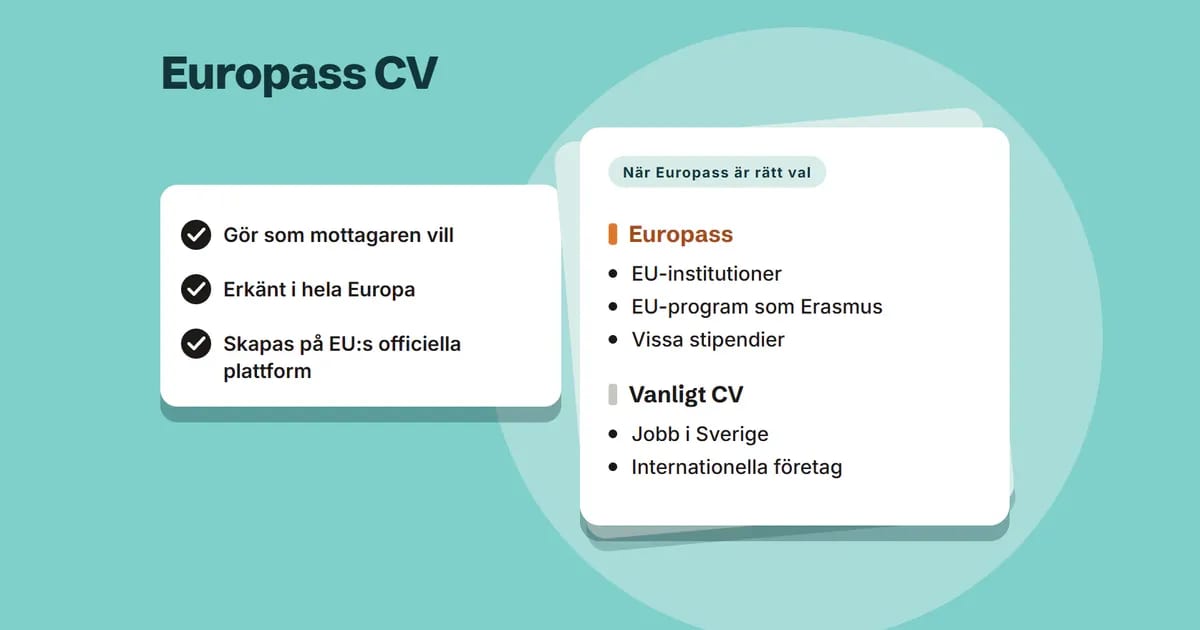 Europass CV
Gör som mottagaren vill
Erkänt i hela Europa
Skapas på EU:s officiella
plattform
När Europass är rätt val
Europass
EU-institutioner
EU-program som Erasmus
Vissa stipendier
Vanligt CV
Jobb i Sverige
Internationella företag